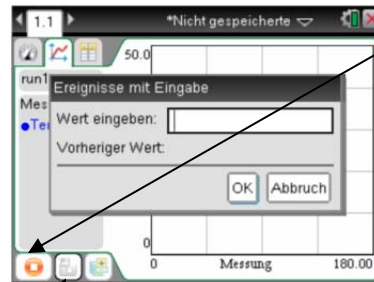 1.1
*Nicht gespeicherte
50.0
run1
Ereignisse mit Eingabe
Mes
Wert eingeben:
Vorheriger Wert:
OK
Abbruch
0
0
Messung
180.00